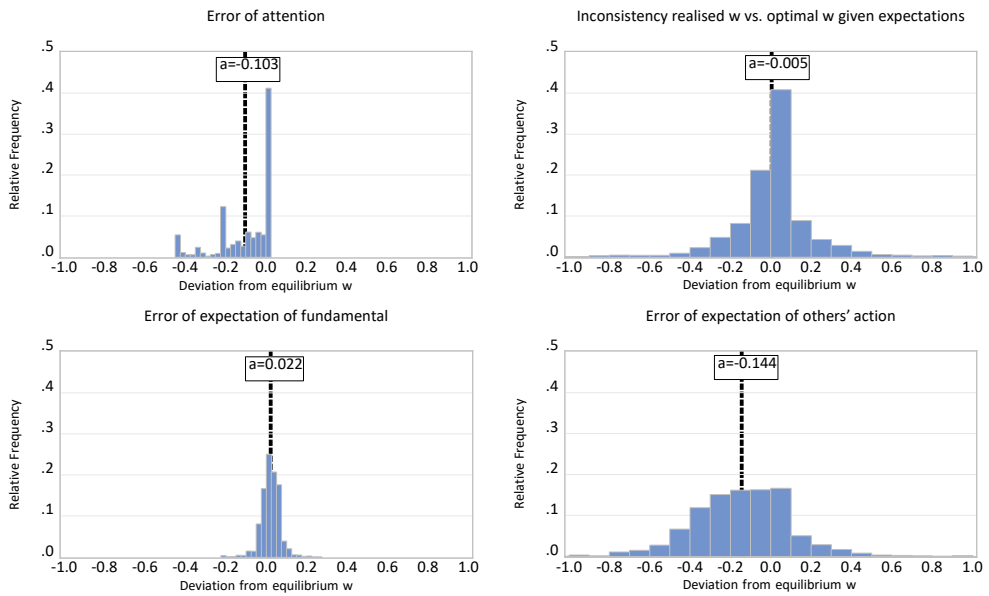 Error of attention
.5
.4
.3
.2
.1
.0
Relative Frequency
a=-0.103
-1.0 -0.8 -0.6 -0.4 -0.2 0.0 0.2 0.4 0.6 0.8 1.0
Deviation from equilibrium w
Inconsistency realised w vs. optimal w given expectations
.5
.4
.3
.2
.1
.0
Relative Frequency
a=-0.005
-1.0 -0.8 -0.6 -0.4 -0.2 0.0 0.2 0.4 0.6 0.8 1.0
Deviation from equilibrium w
Error of expectation of fundamental
.5
.4
.3
.2
.1
.0
Relative Frequency
a=0.022
-1.0 -0.8 -0.6 -0.4 -0.2 0.0 0.2 0.4 0.6 0.8 1.0
Deviation from equilibrium w
Error of expectation of others’ action
.5
.4
.3
.2
.1
.0
Relative Frequency
a=-0.144
-1.0 -0.8 -0.6 -0.4 -0.2 0.0 0.2 0.4 0.6 0.8 1.0
Deviation from equilibrium w